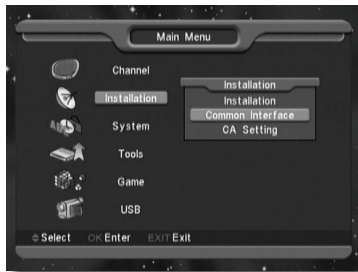 Main Menu
Channel
Installation
System
Tools
Game
USB
Installation
Installation
Common Interface
CA Setting
Select OK Enter EXIT Exit